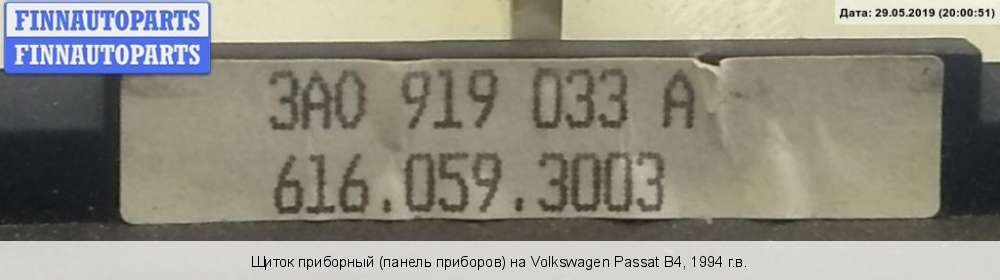 FINNAUTOPARTS
FINNAUTOPARTS
Дата: 29.05.2019 (20:00:51)
3A0 919 033 A
616.059.3003
Щиток приборный (панель приборов) на Volkswagen Passat B4, 1994 г.в.